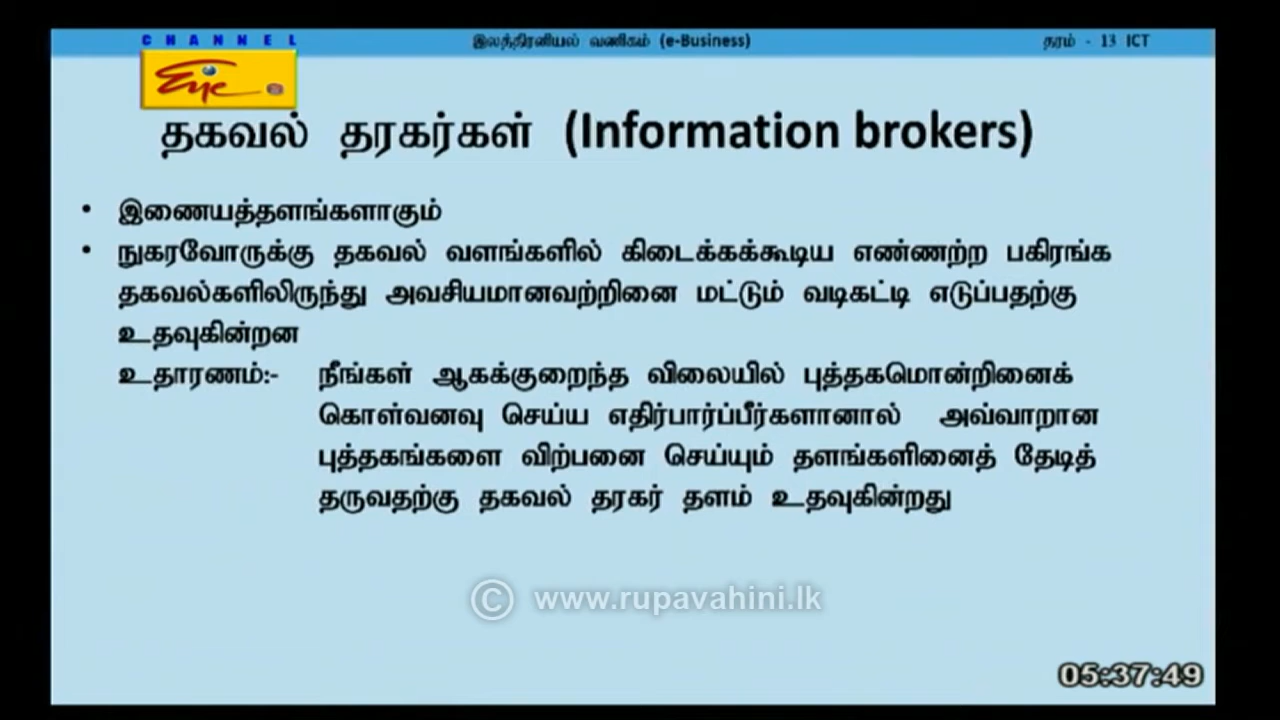 CHANNEL
Eye
இலத்திரனியல் வணிகம் (e-Business)
தரம் - 13 ICT
தகவல் தரகர்கள் (Information brokers)
• இணையத்தளங்களாகும்
• நுகரவோருக்கு தகவல் வளங்களில் கிடைக்கக்கூடிய எண்ணற்ற பகிரங்க
தகவல்களிலிருந்து அவசியமானவற்றினை மட்டும் வடிகட்டி எடுப்பதற்கு
உதவுகின்றன
உதாரணம்:- நீங்கள் ஆகக்குறைந்த விலையில் புத்தகமொன்றினைக்
கொள்வனவு செய்ய எதிர்பார்ப்பீர்களானால் அவ்வாறான
புத்தகங்களை விற்பனை செய்யும் தளங்களினைத் தேடித்
தருவதற்கு தகவல் தரகர் தளம் உதவுகின்றது
© www.rupavahini.lk
05:37:49